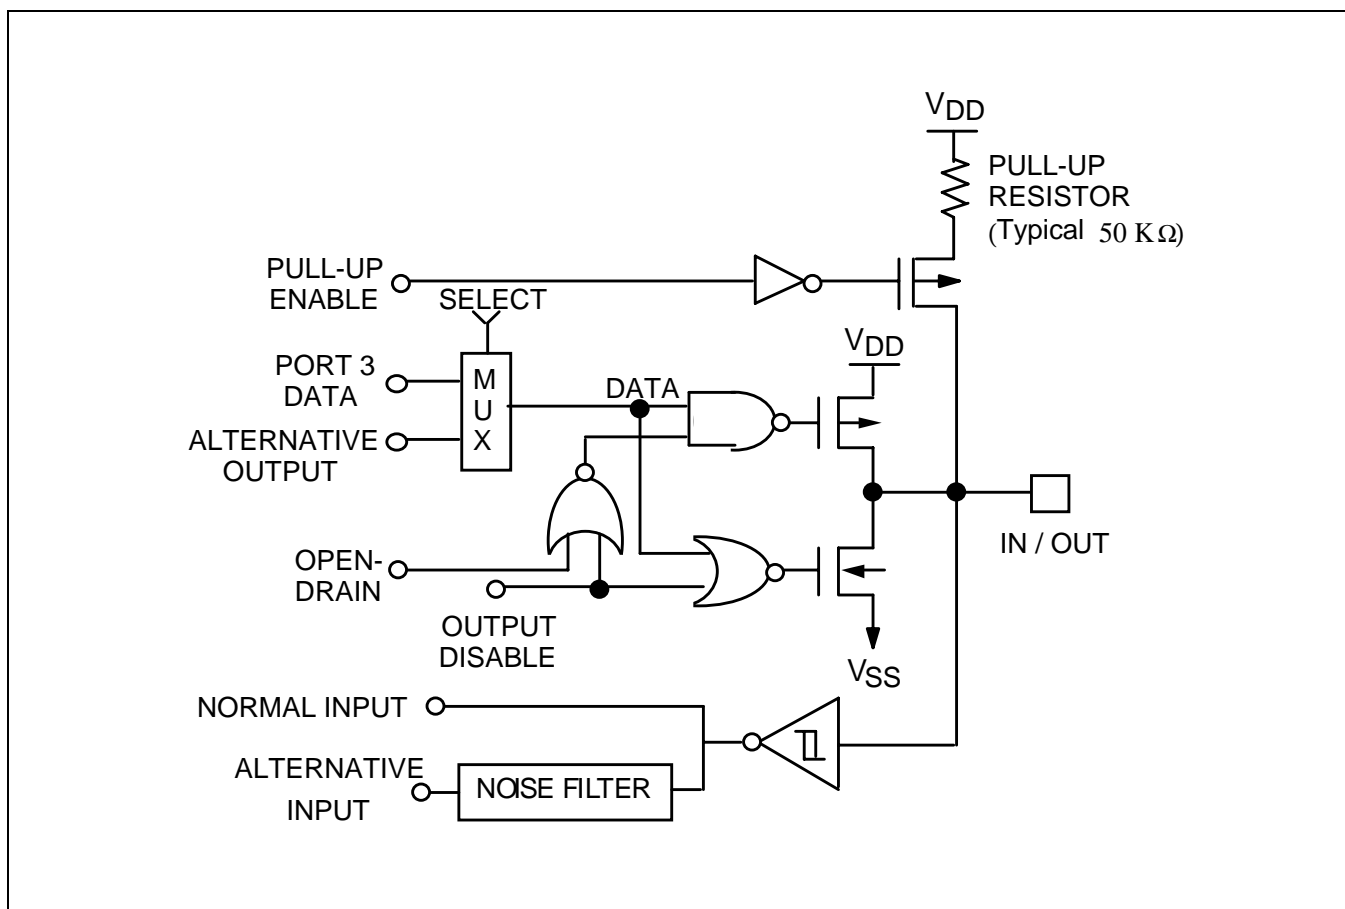 VDD
PULL-UP
RESISTOR
(Typical 50 KΩ)
PULL-UP
ENABLE
SELECT
VDD
PORT 3
DATA
M
U
X
DATA
ALTERNATIVE
OUTPUT
IN / OUT
OPEN-
DRAIN
OUTPUT
DISABLE
VSS
NORMAL INPUT
ALTERNATIVE
INPUT
NOISE FILTER